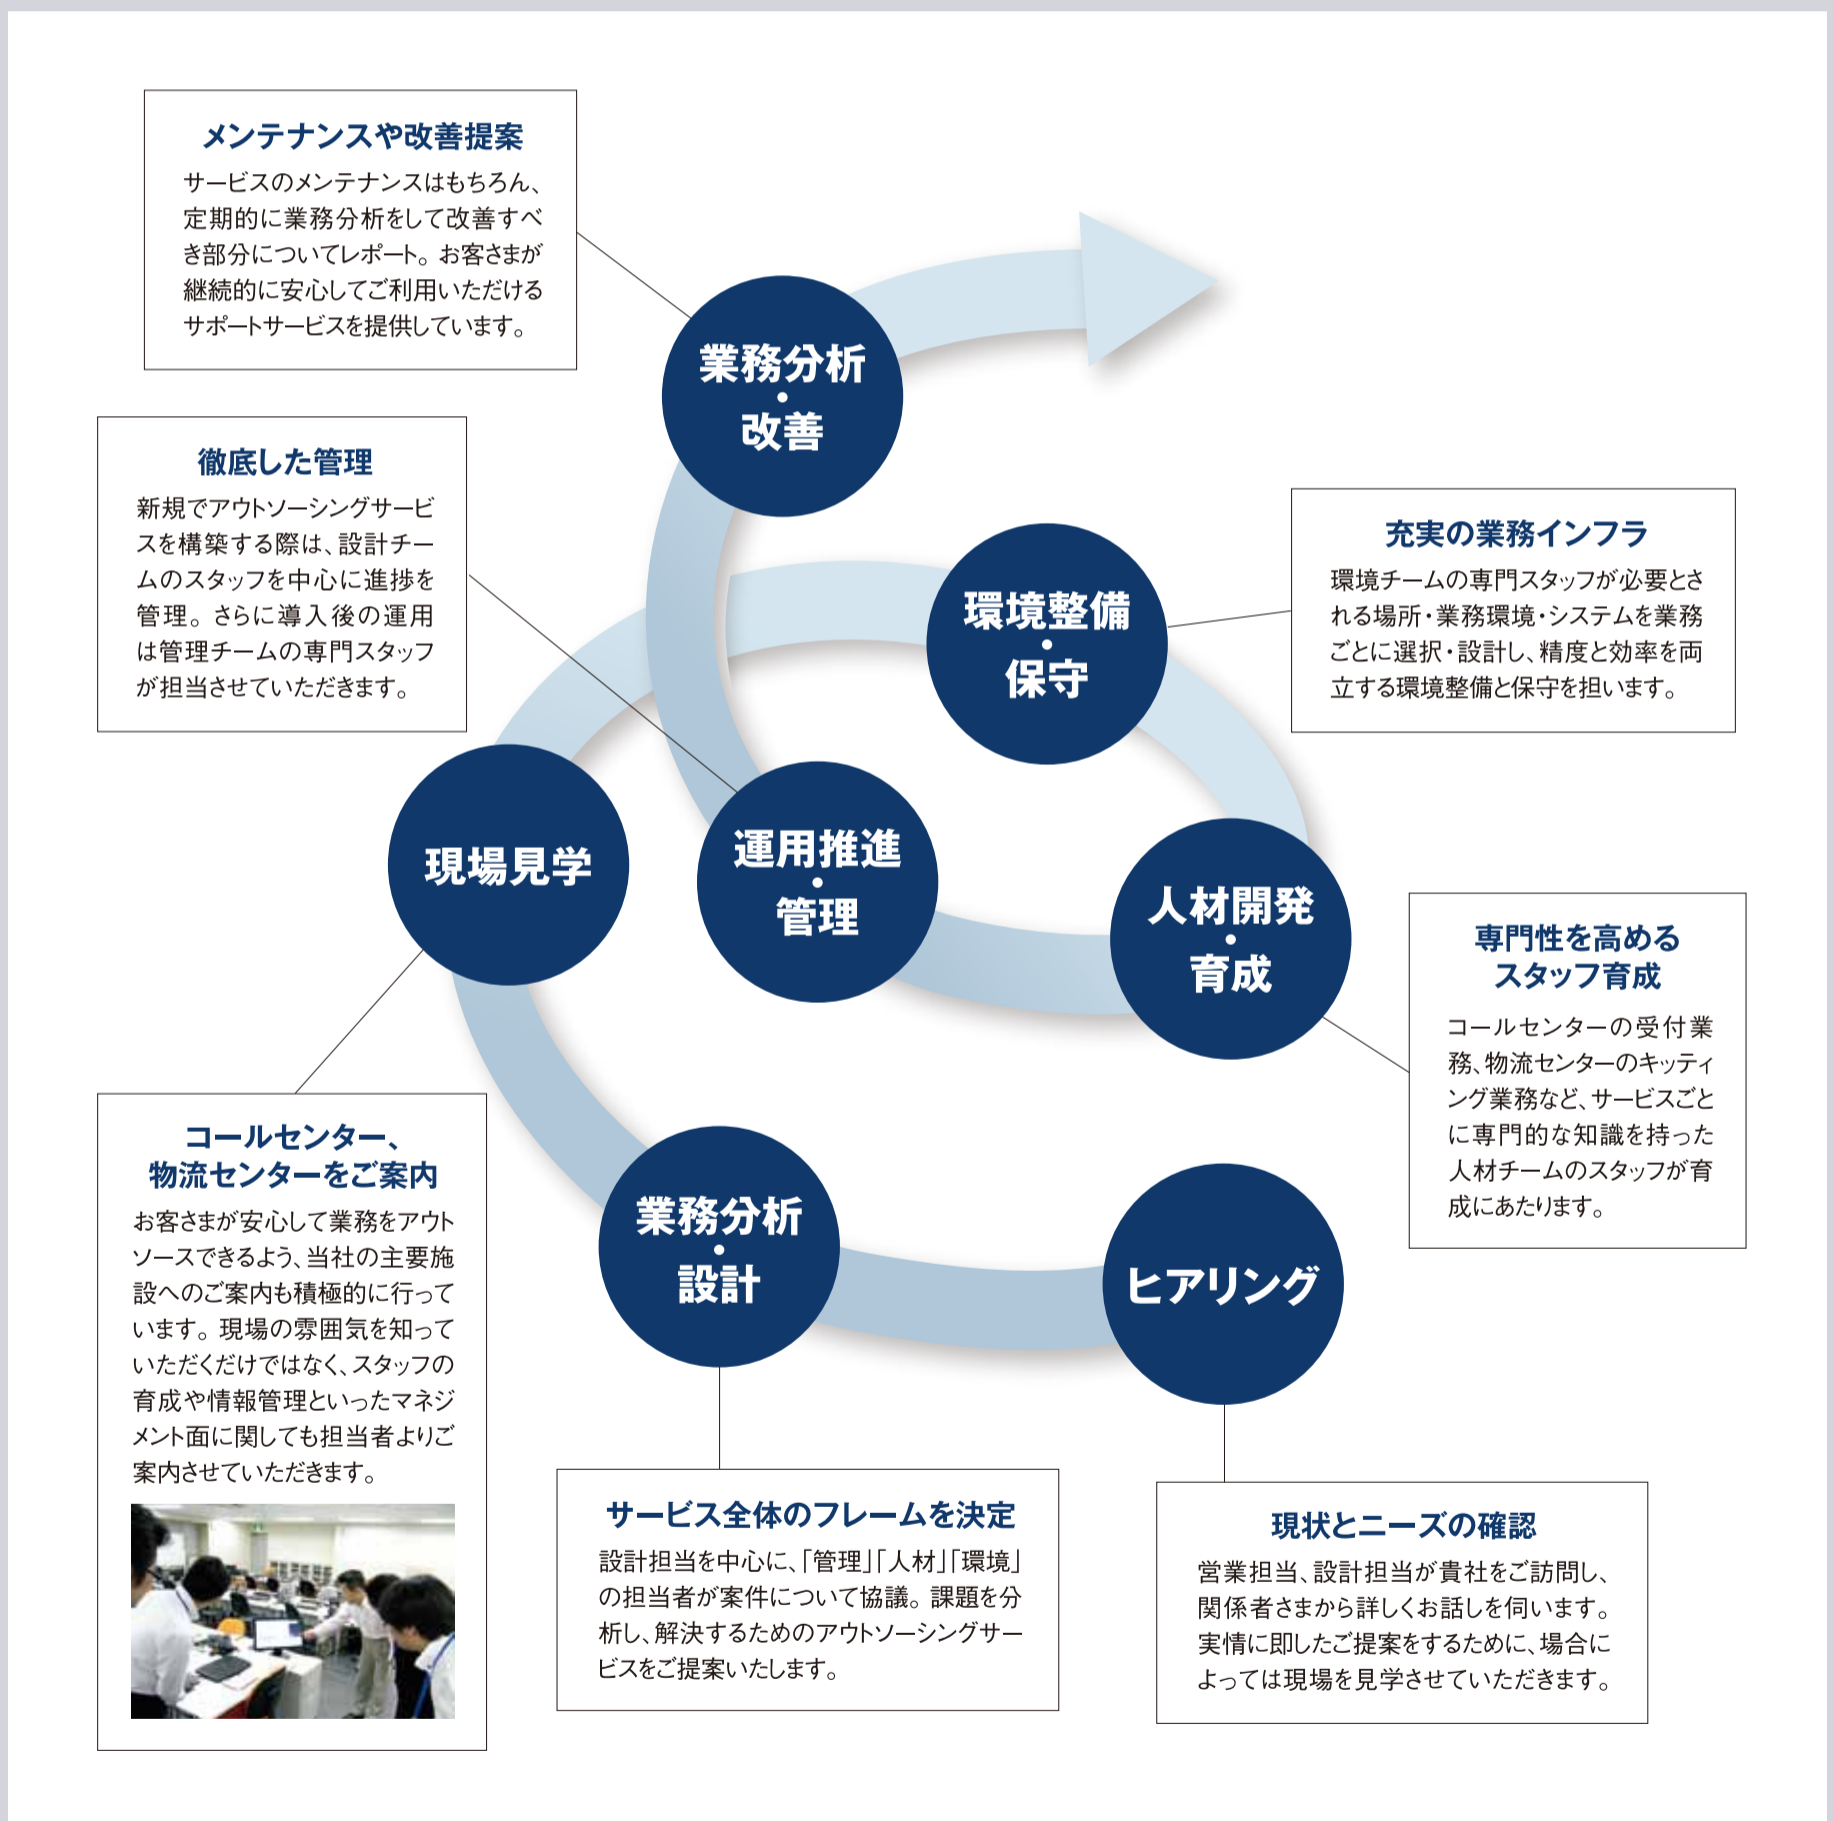 メンテナンスや改善提案
サービスのメンテナンスはもちろん、
定期的に業務分析をして改善すべ
き部分についてレポート。お客さまが
継続的に安心してご利用いただける
サポートサービスを提供しています。
業務分析
・
改善
徹底した管理
新規でアウトソーシングサービ
スを構築する際は、設計チー
ムのスタッフを中心に進捗を
管理。さらに導入後の運用
は管理チームの専門スタッフ
が担当させていただきます。
環境整備
・
保守
充実の業務インフラ
環境チームの専門スタッフが必要とさ
れる場所・業務環境・システムを業務
ごとに選択・設計し、精度と効率を両
立する環境整備と保守を担います。
現場見学
運用推進
・
管理
人材開発
・
育成
専門性を高める
スタッフ育成
コールセンターの受付業
務、物流センターのキッティ
ング業務など、サービスごと
に専門的な知識を持った
人材チームのスタッフが育
成にあたります。
コールセンター、
物流センターをご案内
お客さまが安心して業務をアウト
ソースできるよう、当社の主要施
設へのご案内も積極的に行って
います。現場の雰囲気を知って
いただくだけではなく、スタッフの
育成や情報管理といったマネジ
メント面に関しても担当者よりご
案内させていただきます。
業務分析
・
設計
ヒアリング
サービス全体のフレームを決定
設計担当を中心に、「管理」「人材」「環境」
の担当者が案件について協議。課題を分
析し、解決するためのアウトソーシングサー
ビスをご提案いたします。
現状とニーズの確認
営業担当、設計担当が貴社をご訪問し、
関係者さまから詳しくお話しを伺います。
実情に即したご提案をするために、場合に
よっては現場を見学させていただきます。